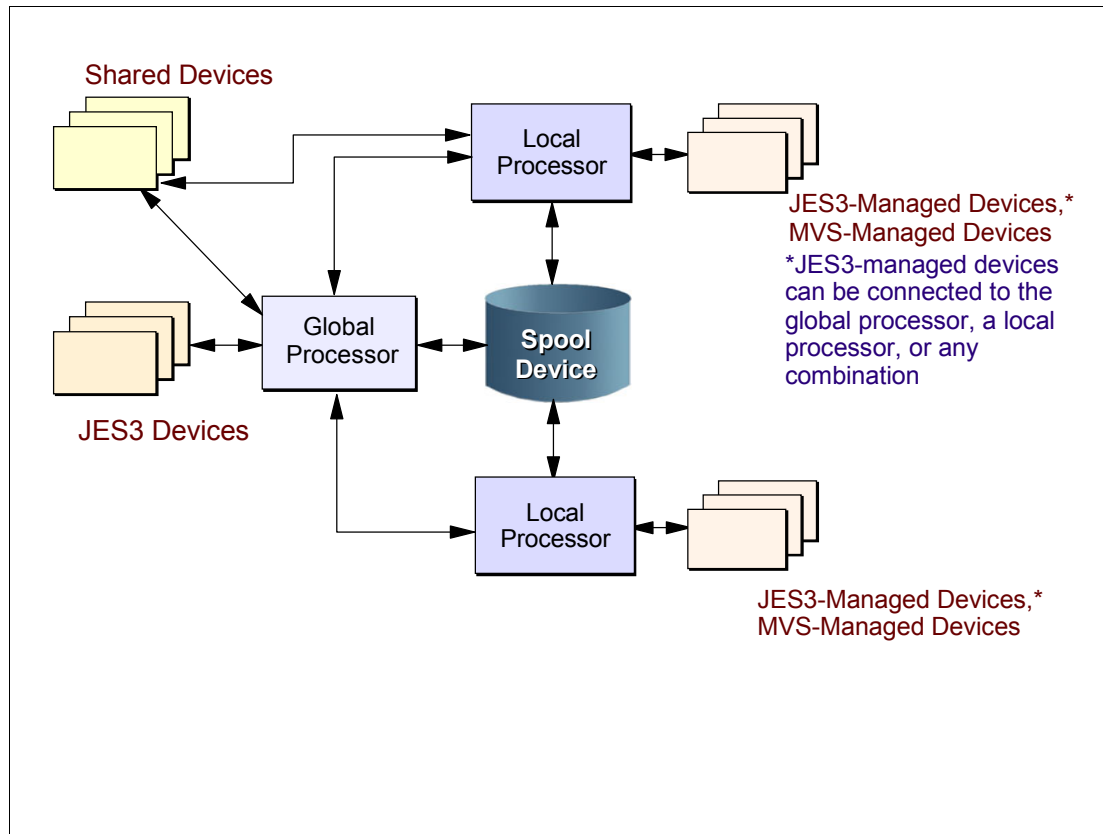 Shared Devices
Local
Processor
JES3-Managed Devices,*
MVS-Managed Devices
*JES3-managed devices
can be connected to the
global processor, a local
processor, or any
combination
Global
Processor
Spool
Device
JES3 Devices
Local
Processor
JES3-Managed Devices,*
MVS-Managed Devices